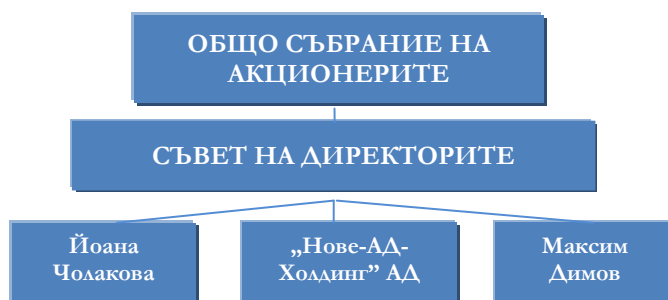 ОБЩО СЪБРАНИЕ НА
АКЦИОНЕРИТЕ
СЪВЕТ НА ДИРЕКТОРИТЕ
Йоана
Чолакова
„Нове-АД-
Холдинг” АД
Максим
Димов